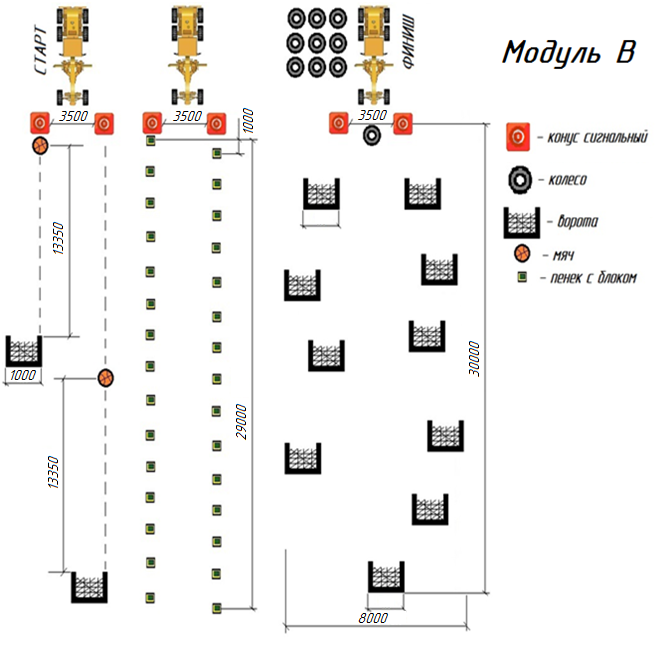 СТАРТ
ФИНИШ
Модуль В
3500
3500
3500
1000
13350
1000
13350
29000
30000
8000
- конус сигнальный
- колесо
- ворота
- мяч
- пенек с блоком